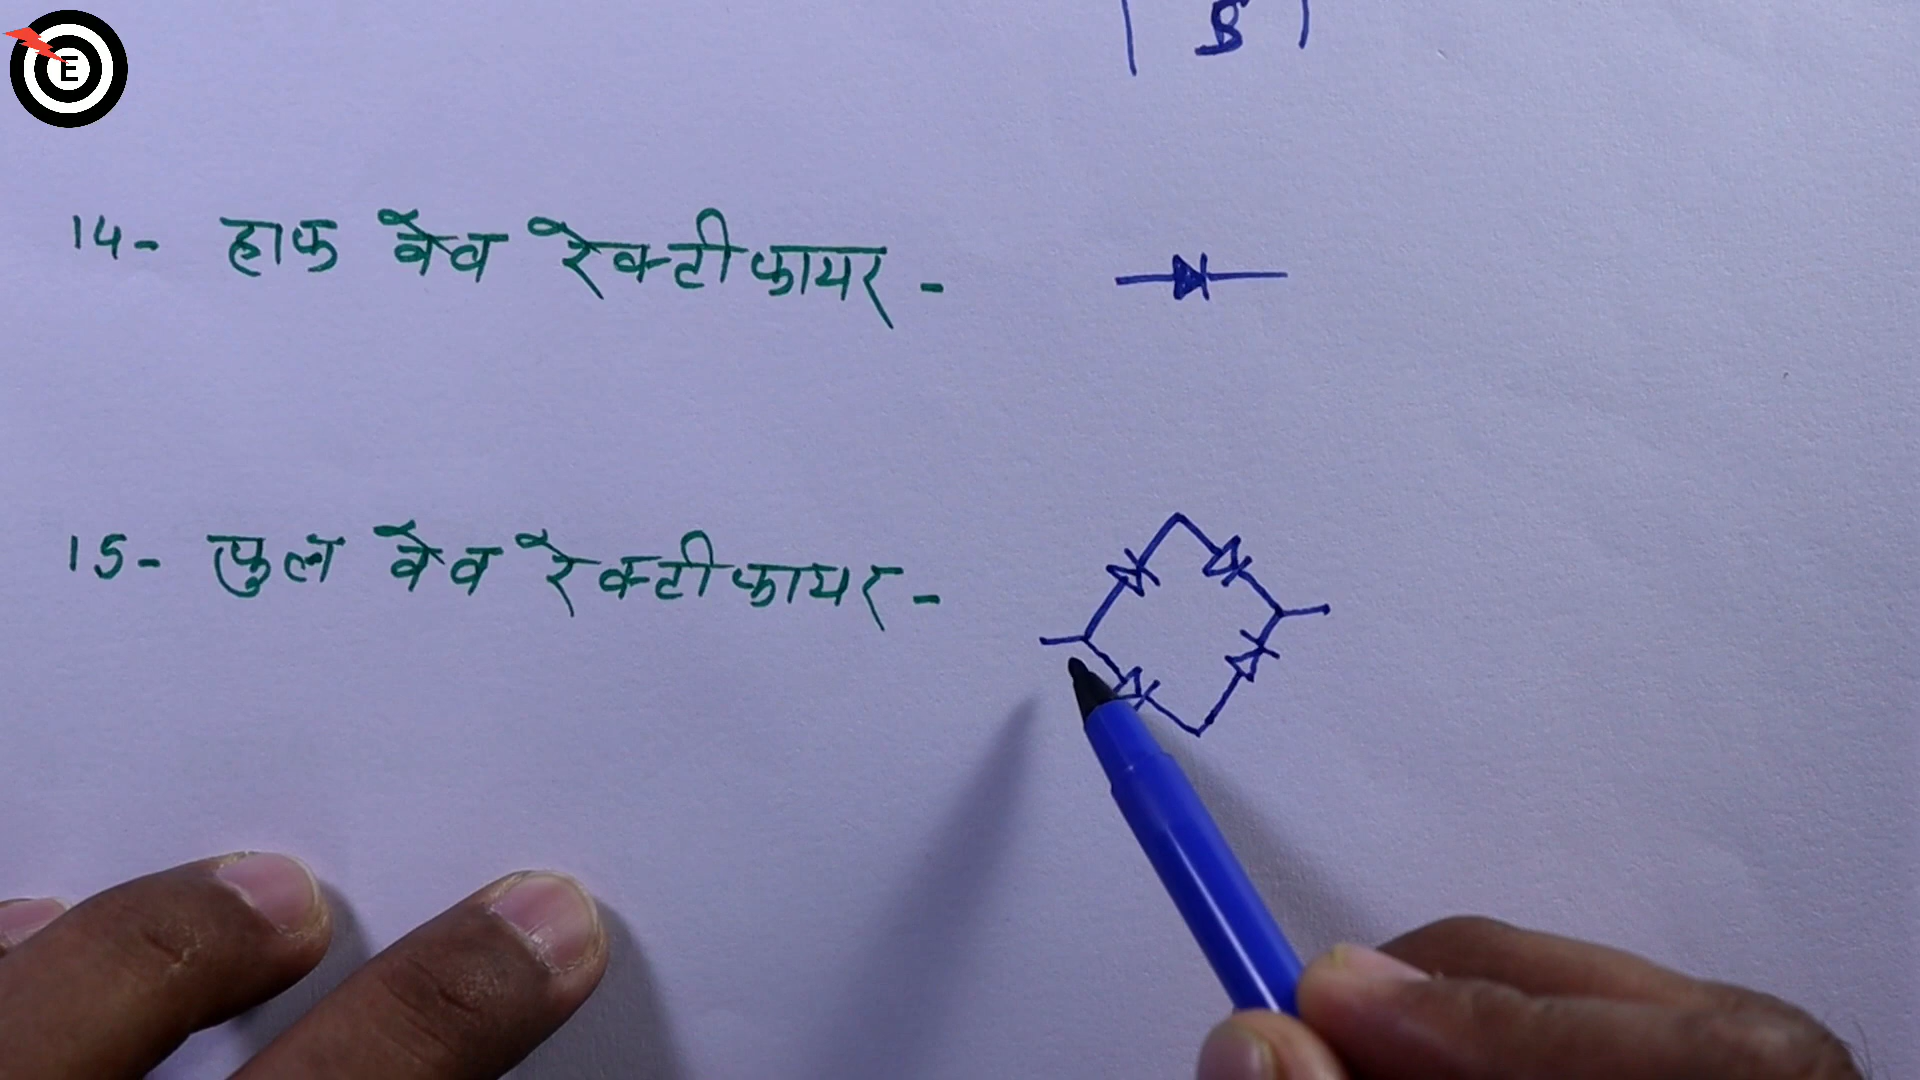 E
B
14- हाफ वेव रेक्टीफायर -
15- फुल वेव रेक्टीफायर -